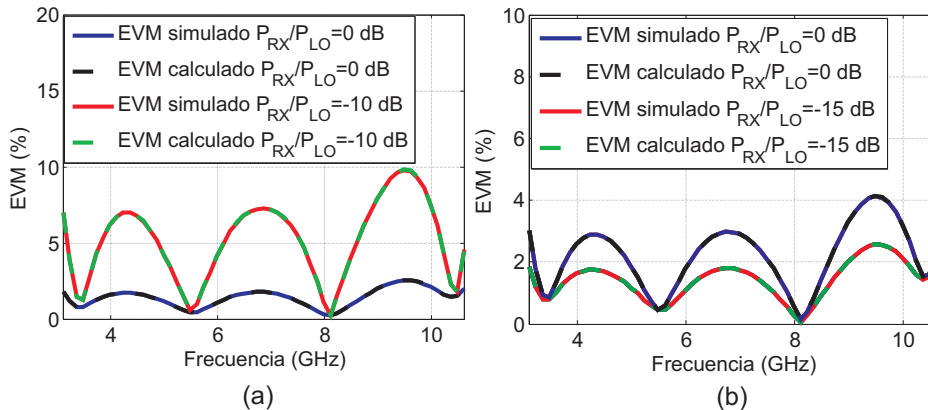 20
15
10
5
0
EVM (%)
EVM simulado P_RX/P_LO=0 dB
EVM calculado P_RX/P_LO=0 dB
EVM simulado P_RX/P_LO=-10 dB
EVM calculado P_RX/P_LO=-10 dB
4
6
8
10
Frecuencia (GHz)
(a)
10
8
6
4
2
0
EVM (%)
EVM simulado P_RX/P_LO=0 dB
EVM calculado P_RX/P_LO=0 dB
EVM simulado P_RX/P_LO=-15 dB
EVM calculado P_RX/P_LO=-15 dB
4
6
8
10
Frecuencia (GHz)
(b)